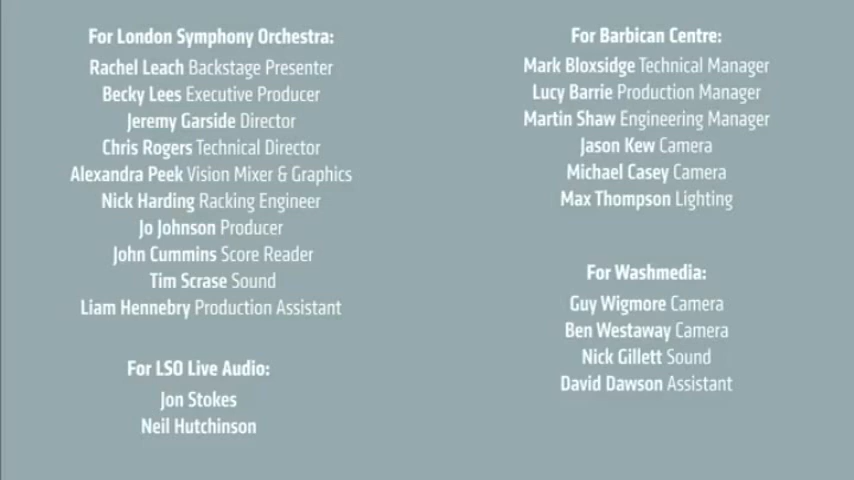 For London Symphony Orchestra:
Rachel Leach Backstage Presenter
Becky Lees Executive Producer
Jeremy Garside Director
Chris Rogers Technical Director
Alexandra Peek Vision Mixer & Graphics
Nick Harding Racking Engineer
Jo Johnson Producer
John Cummins Score Reader
Tim Scrase Sound
Liam Hennebry Production Assistant
For LSO Live Audio:
Jon Stokes
Neil Hutchinson
For Barbican Centre:
Mark Bloxsidge Technical Manager
Lucy Barrie Production Manager
Martin Shaw Engineering Manager
Jason Kew Camera
Michael Casey Camera
Max Thompson Lighting
For Washmedia:
Guy Wigmore Camera
Ben Westaway Camera
Nick Gillett Sound
David Dawson Assistant